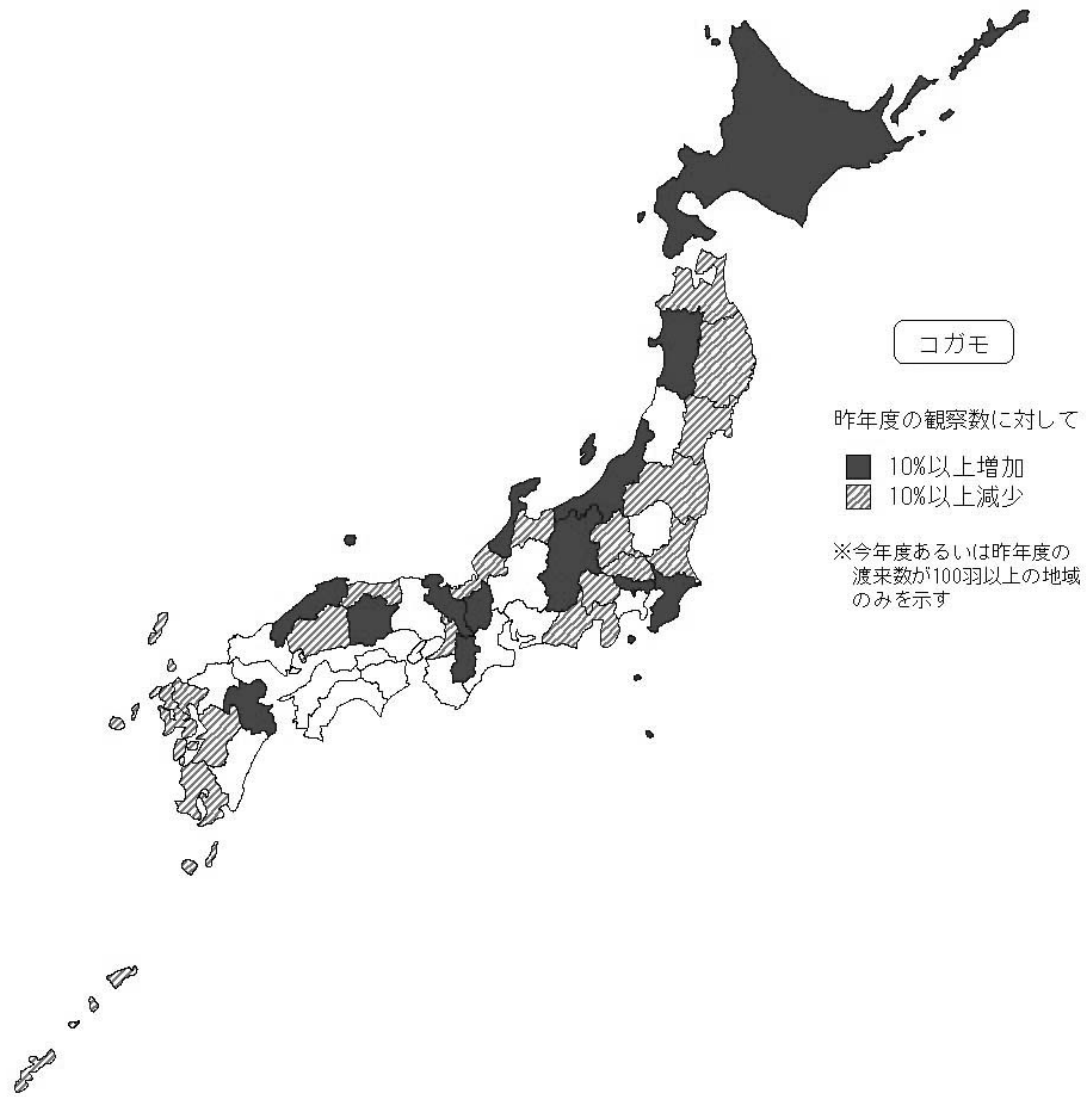 コガモ
昨年度の観察数に対して
10%以上増加
10%以上減少
※今年度あるいは昨年度の
渡来数が100羽以上の地域
のみを示す